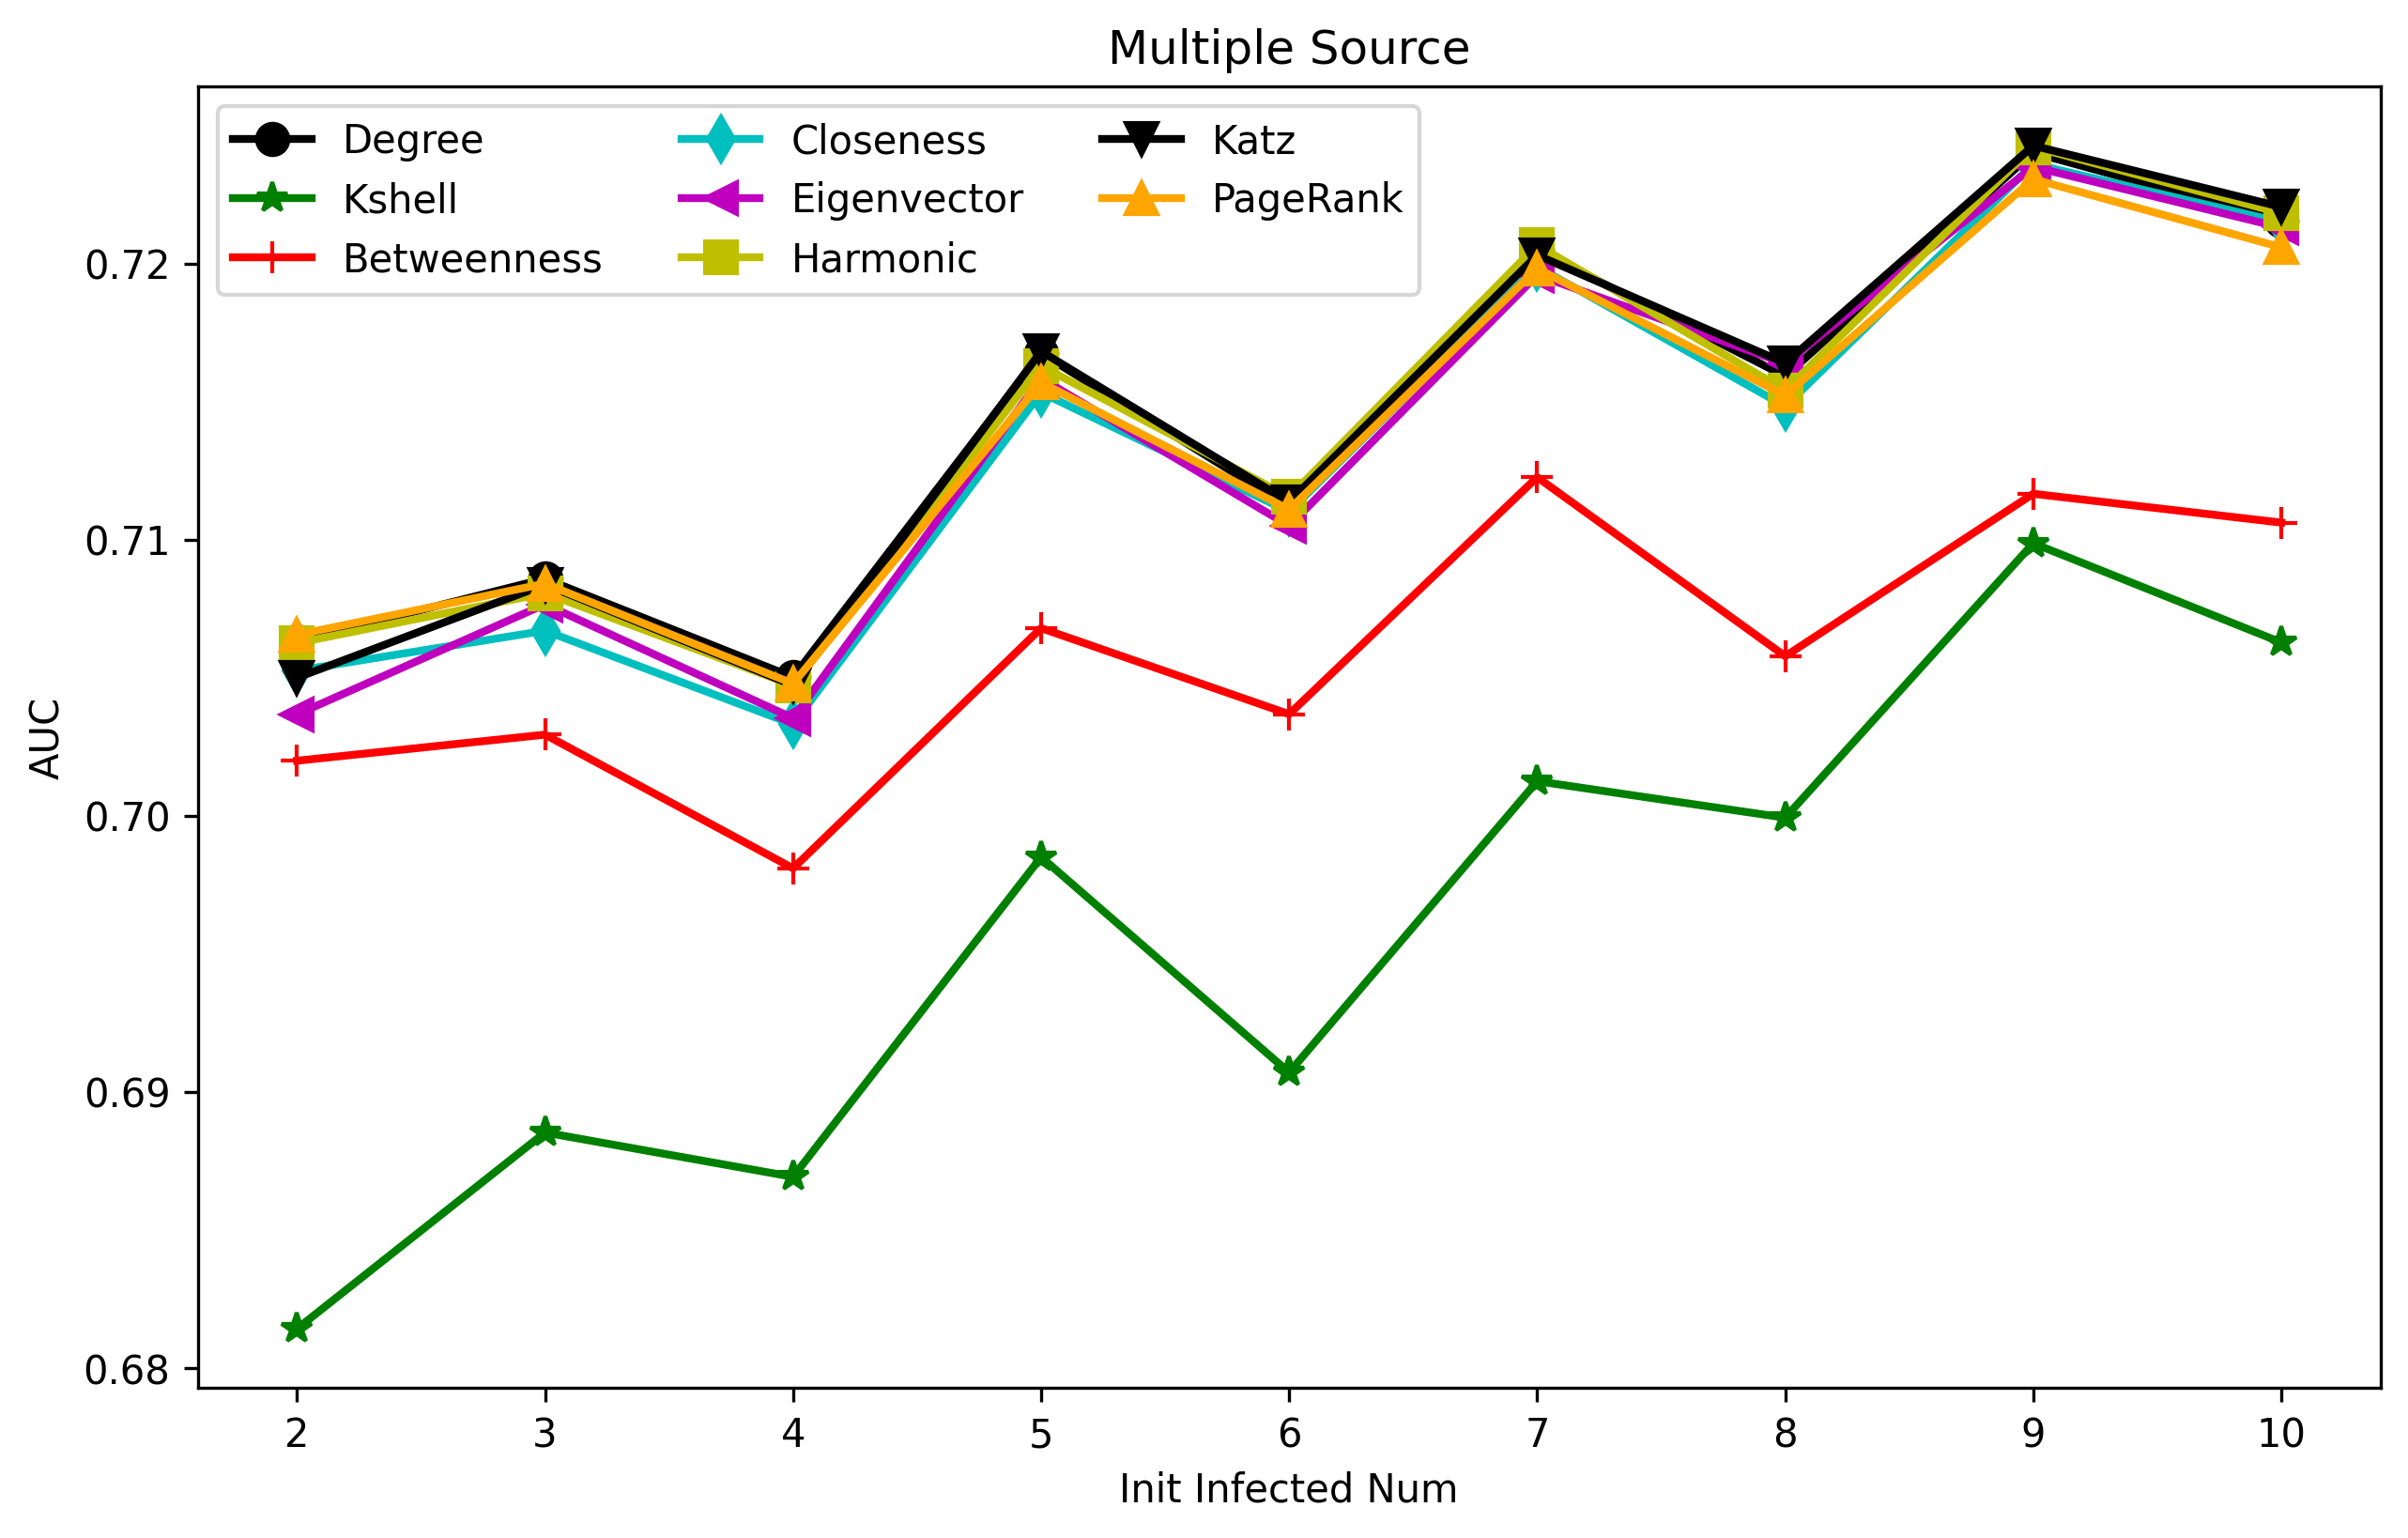 Multiple Source
Degree
Kshell
Betweenness
Closeness
Eigenvector
Harmonic
Katz
PageRank
0.72
0.71
0.70
0.69
0.68
AUC
2 3 4 5 6 7 8 9 10
Init Infected Num